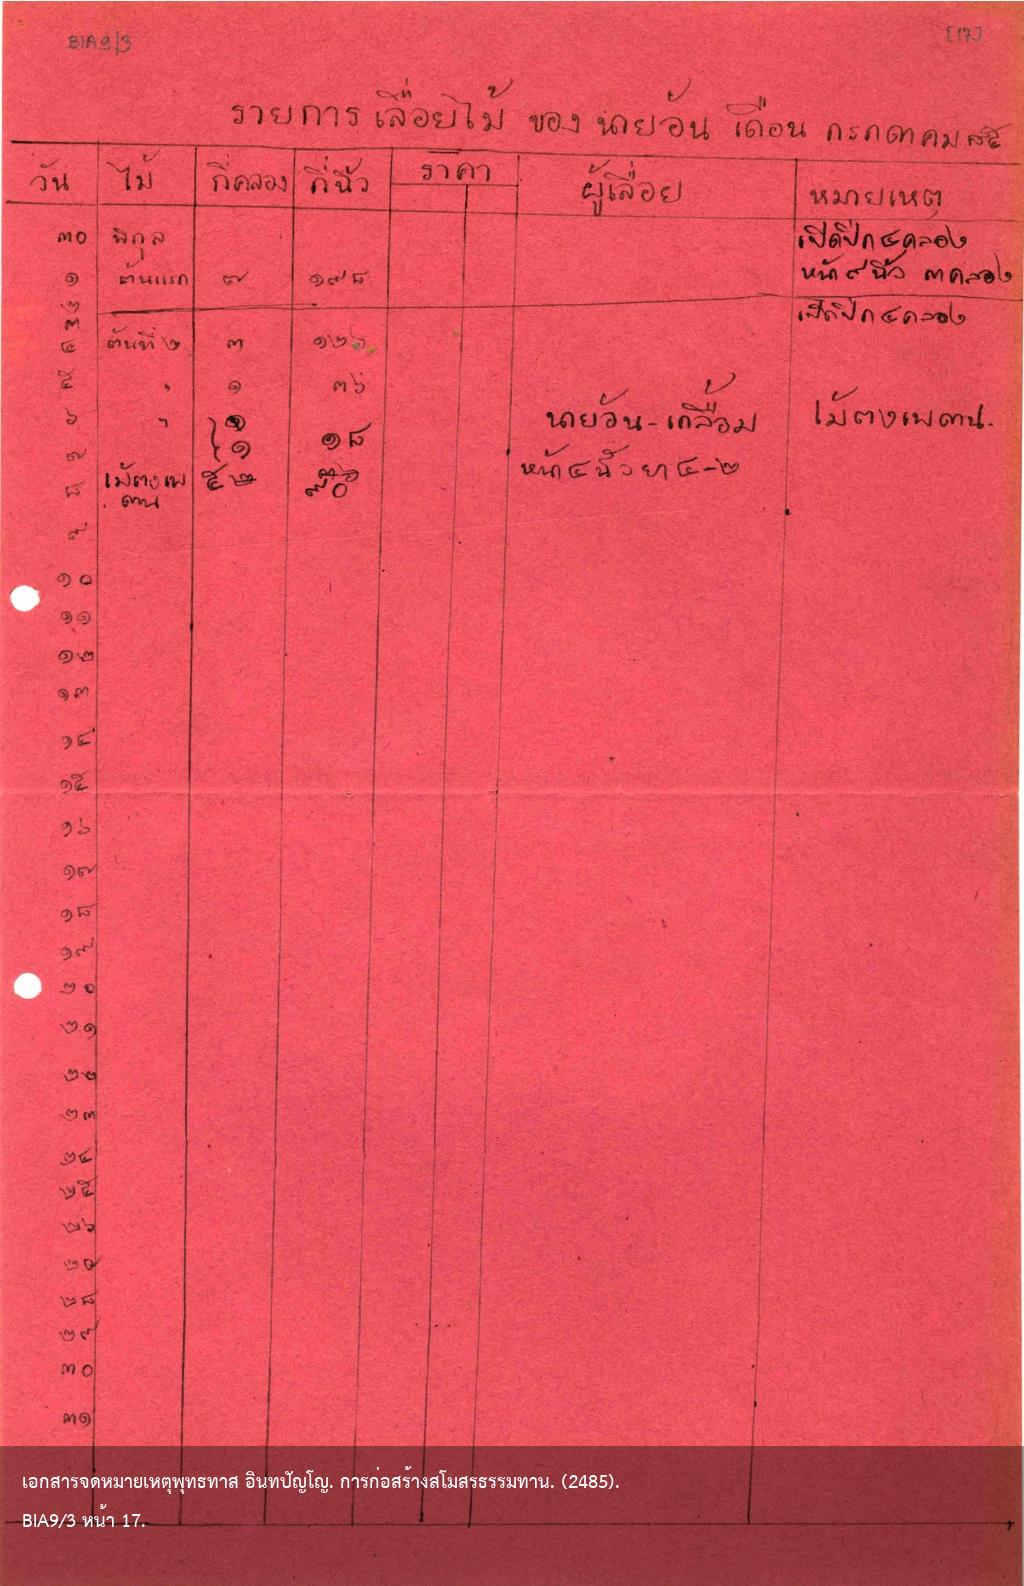 BIA9/3 [17]
รายการเลื่อยไม้ ของ นายอ้น เดือน กรกฎาคม ๘๕
วัน ไม้ กี่คลอง กี่นิ้ว ราคา ผู้เลื่อย หมายเหตุ
๓๐ พิกุล เปิดปีก ๔ คลอง
๑ ต้นแรก ๗ ๑๙๘ หน้า ๙ นิ้ว ๓ คลอง
๒ เปิดปีก ๔ คลอง
๓
๔ ต้นที่ ๒ ๓ ๑๒๖
๕ " ๑ ๓๖
๖ " ๑ นายอ้น - เกลื้อม ไม้ตงเพดาน.
๗ ๑ ๑๘
๘ ไม้ตงเพ ๕ ๙๐ หน้า ๔ นิ้ว ยา ๔-๒
ดาน
๙
๑๐
๑๑
๑๒
๑๓
๑๔
๑๕
๑๖
๑๗
๑๘
๑๙
๒๐
๒๑
๒๒
๒๓
๒๔
๒๕
๒๖
๒๗
๒๘
๒๙
๓๐
๓๑
เอกสารจดหมายเหตุพุทธทาส อินทปัญโญ. การก่อสร้างสโมสรธรรมทาน. (2485).
BIA9/3 หน้า 17.